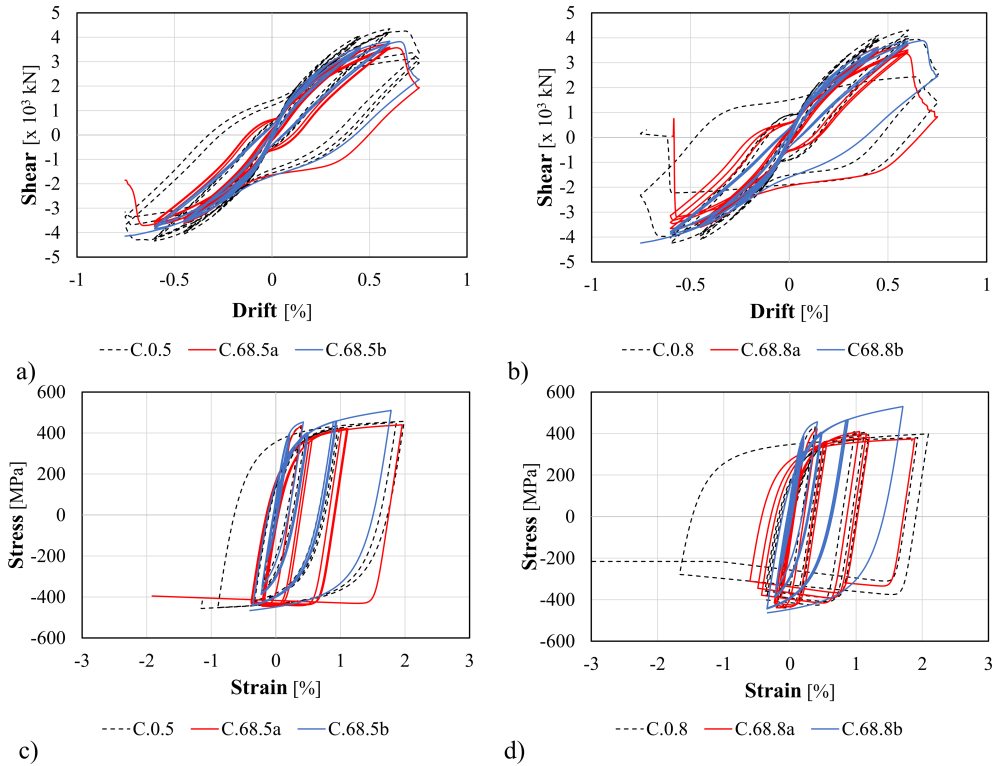 5
4
3
2
1
0
-1
-2
-3
-4
-5
Shear [x 10³ kN]
-1 -0.5 0 0.5 1
Drift [%]
C.0.5 C.68.5a C.68.5b
a)
5
4
3
2
1
0
-1
-2
-3
-4
-5
Shear [x 10³ kN]
-1 -0.5 0 0.5 1
Drift [%]
C.0.8 C.68.8a C68.8b
b)
600
400
200
0
-200
-400
-600
Stress [MPa]
-3 -2 -1 0 1 2 3
Strain [%]
C.0.5 C.68.5a C.68.5b
c)
600
400
200
0
-200
-400
-600
Stress [MPa]
-3 -2 -1 0 1 2 3
Strain [%]
C.0.8 C.68.8a C.68.8b
d)